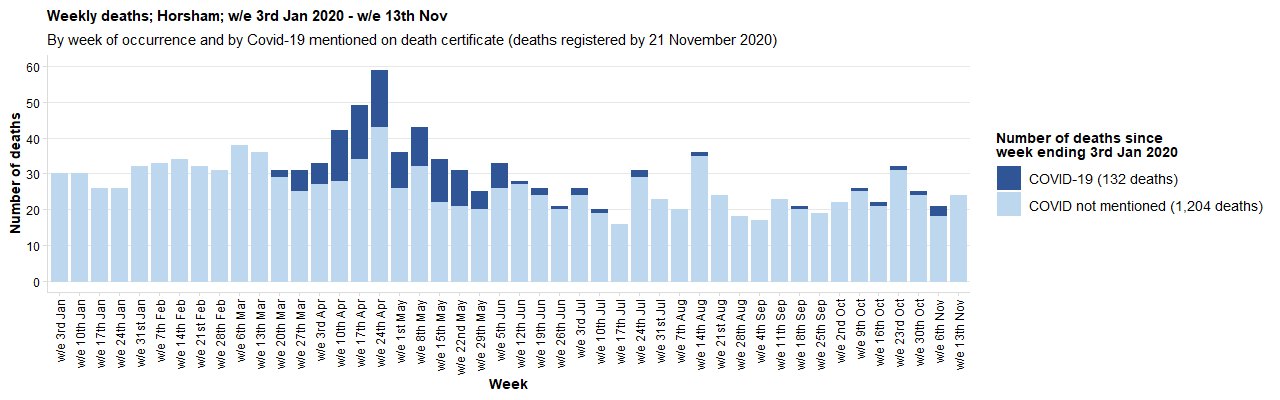 Weekly deaths; Horsham; w/e 3rd Jan 2020 - w/e 13th Nov
By week of occurrence and by Covid-19 mentioned on death certificate (deaths registered by 21 November 2020)
Number of deaths
60
50
40
30
20
10
0
w/e 3rd Jan
w/e 10th Jan
w/e 17th Jan
w/e 24th Jan
w/e 31st Jan
w/e 7th Feb
w/e 14th Feb
w/e 21st Feb
w/e 28th Feb
w/e 6th Mar
w/e 13th Mar
w/e 20th Mar
w/e 27th Mar
w/e 3rd Apr
w/e 10th Apr
w/e 17th Apr
w/e 24th Apr
w/e 1st May
w/e 8th May
w/e 15th May
w/e 22nd May
w/e 29th May
w/e 5th Jun
w/e 12th Jun
w/e 19th Jun
w/e 26th Jun
w/e 3rd Jul
w/e 10th Jul
w/e 17th Jul
w/e 24th Jul
w/e 31st Jul
w/e 7th Aug
w/e 14th Aug
w/e 21st Aug
w/e 28th Aug
w/e 4th Sep
w/e 11th Sep
w/e 18th Sep
w/e 25th Sep
w/e 2nd Oct
w/e 9th Oct
w/e 16th Oct
w/e 23rd Oct
w/e 30th Oct
w/e 6th Nov
w/e 13th Nov
Week
Number of deaths since
week ending 3rd Jan 2020
COVID-19 (132 deaths)
COVID not mentioned (1,204 deaths)